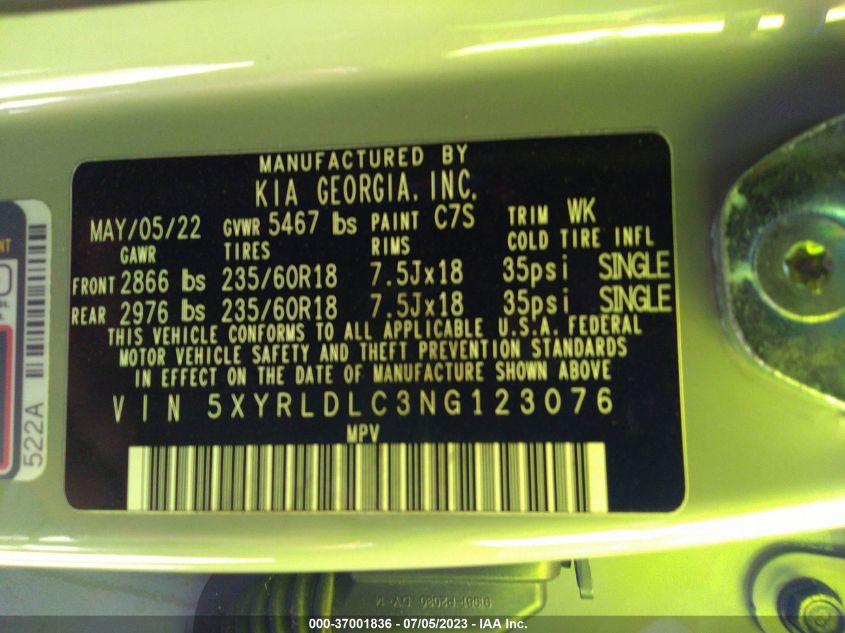 MANUFACTURED BY
KIA GEORGIA, INC.
MAY/05/22 GVWR 5467 lbs PAINT C7S TRIM WK
GAWR TIRES RIMS COLD TIRE INFL
FRONT 2866 lbs 235/60R18 7.5Jx18 35psi SINGLE
REAR 2976 lbs 235/60R18 7.5Jx18 35psi SINGLE
THIS VEHICLE CONFORMS TO ALL APPLICABLE U.S.A. FEDERAL
MOTOR VEHICLE SAFETY AND THEFT PREVENTION STANDARDS
IN EFFECT ON THE DATE OF MANUFACTURE SHOWN ABOVE
VIN 5XYRLDLC3NG123076
MPV
522A
000-37001836 - 07/05/2023 - IAA Inc.